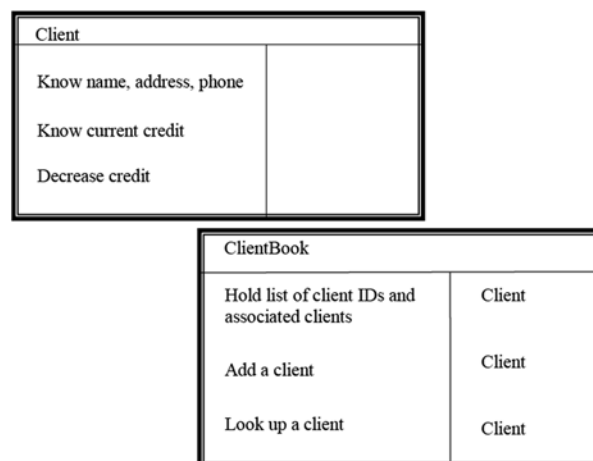 Client
Know name, address, phone
Know current credit
Decrease credit
ClientBook
Hold list of client IDs and
associated clients
Client
Add a client
Client
Look up a client
Client